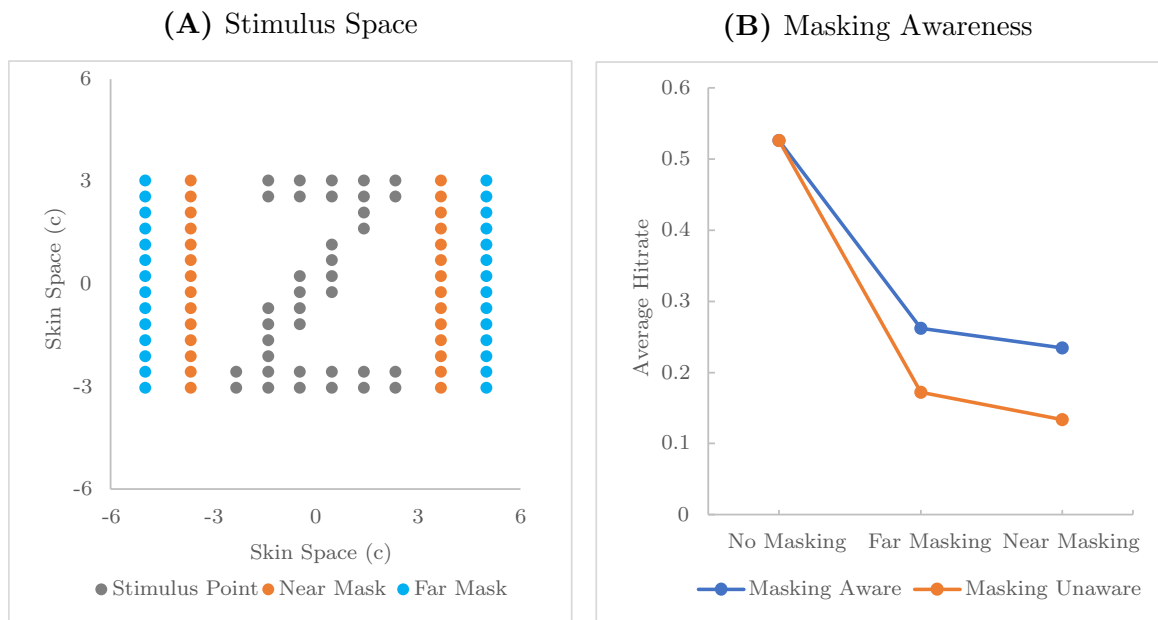 (A) Stimulus Space
6
3
0
-3
-6
Skin Space (c)
-6 -3 0 3 6
Skin Space (c)
Stimulus Point Near Mask Far Mask
(B) Masking Awareness
0.6
0.5
0.4
0.3
0.2
0.1
0
Average Hitrate
No Masking Far Masking Near Masking
Masking Aware Masking Unaware